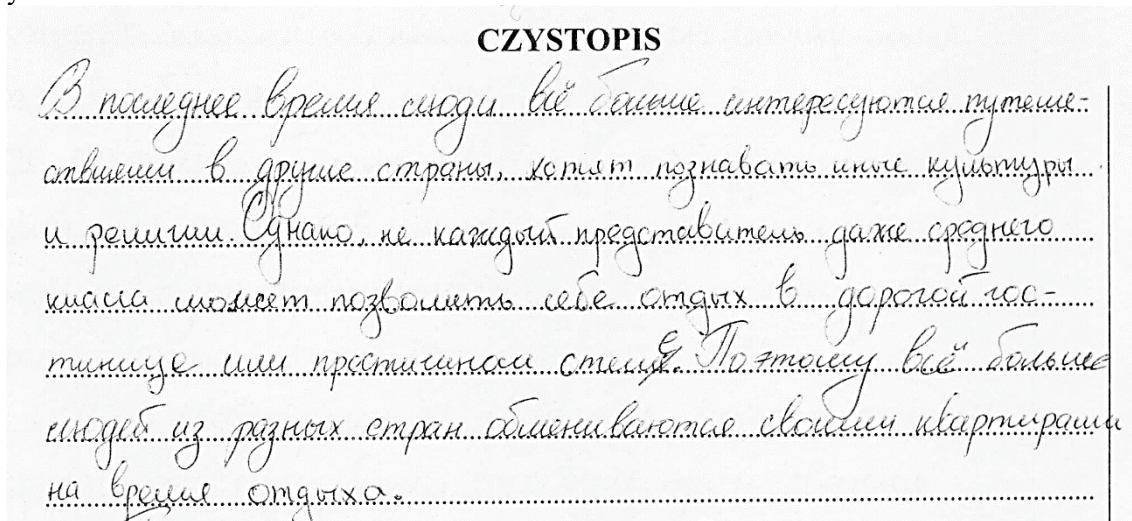 CZYSTOPIS
В последнее время люди всё больше интересуются путеше-
ствием в другие страны, хотят познавать иные культуры
и религии. Однако, не каждый представитель даже среднего
класса может позволить себе отдых в дорогой гос-
тинице или престижном отеле. Поэтому всё больше
людей из разных стран обмениваются своими квартирами
на время отдыха.